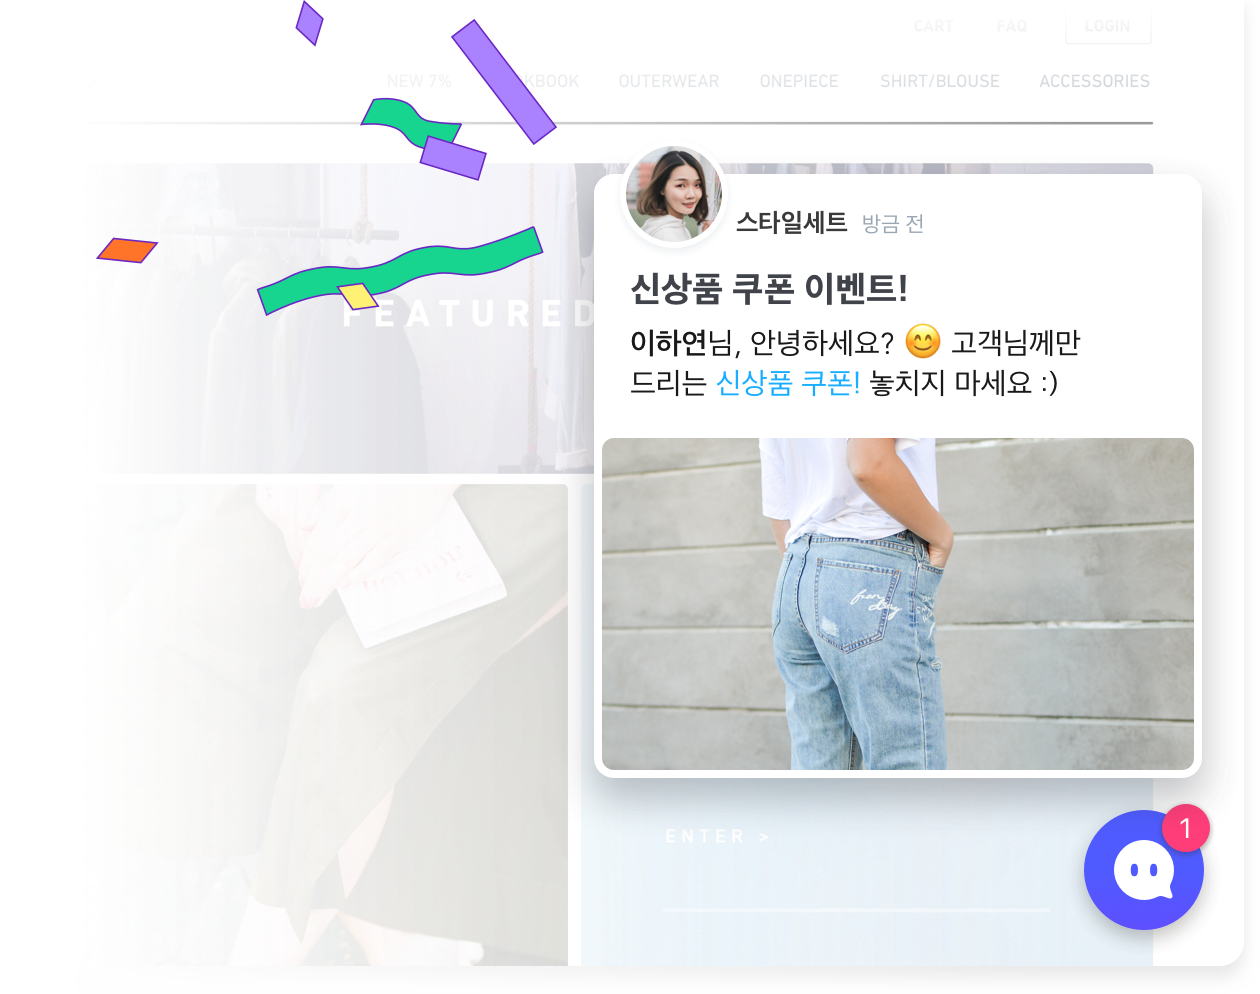 CART FAQ LOGIN
NEW 7% KBOOK OUTERWEAR ONEPIECE SHIRT/BLOUSE ACCESSORIES
스타일세트 방금 전
신상품 쿠폰 이벤트!
FEATURED
이하연님, 안녕하세요? 😊 고객님께만
드리는 신상품 쿠폰! 놓치지 마세요 :)
ENTER >
1